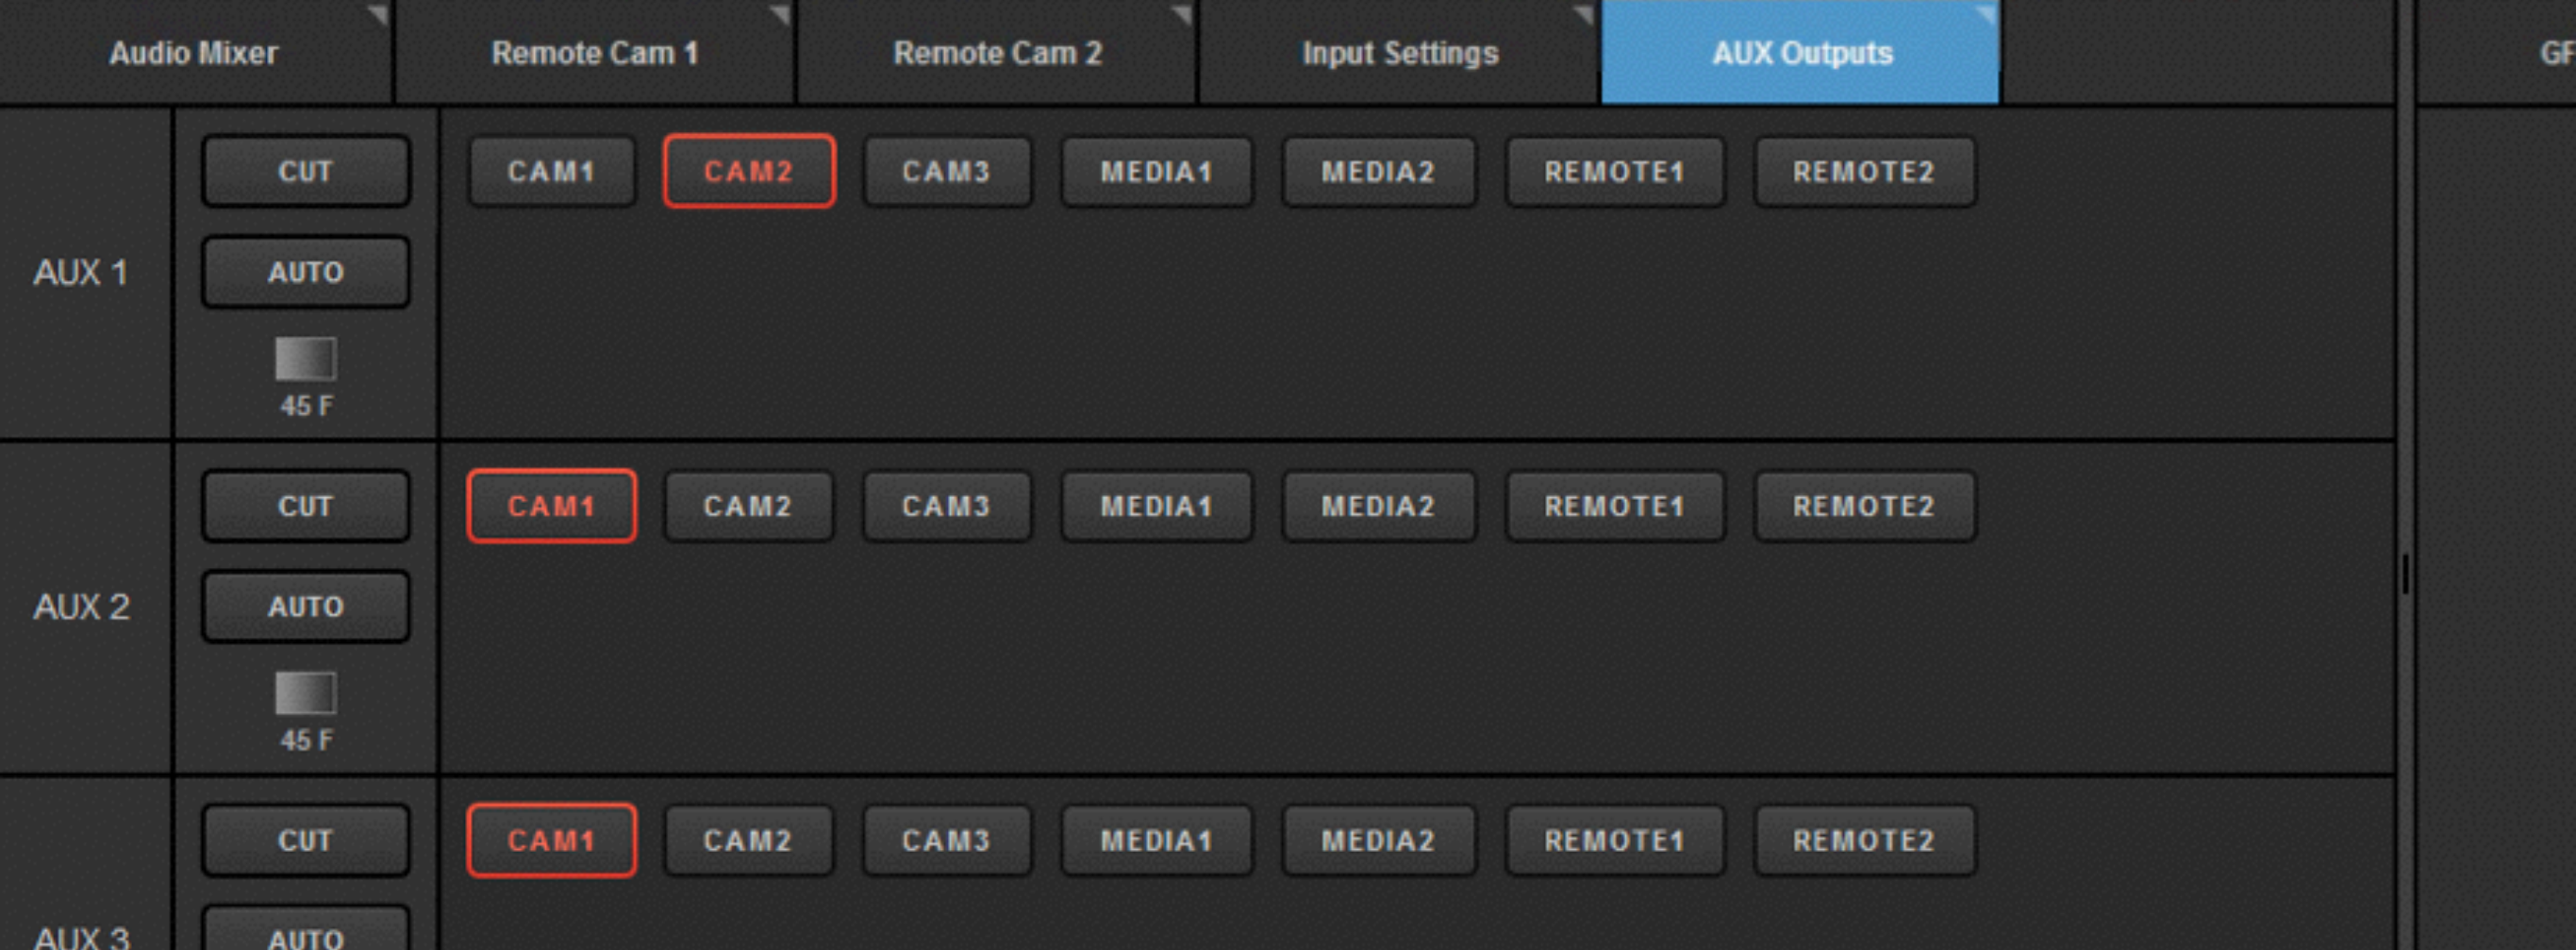 Audio Mixer Remote Cam 1 Remote Cam 2 Input Settings AUX Outputs
CUT CAM1 CAM2 CAM3 MEDIA1 MEDIA2 REMOTE1 REMOTE2
AUX 1 AUTO
45 F
CUT CAM1 CAM2 CAM3 MEDIA1 MEDIA2 REMOTE1 REMOTE2
AUX 2 AUTO
45 F
CUT CAM1 CAM2 CAM3 MEDIA1 MEDIA2 REMOTE1 REMOTE2
AUX 3 AUTO